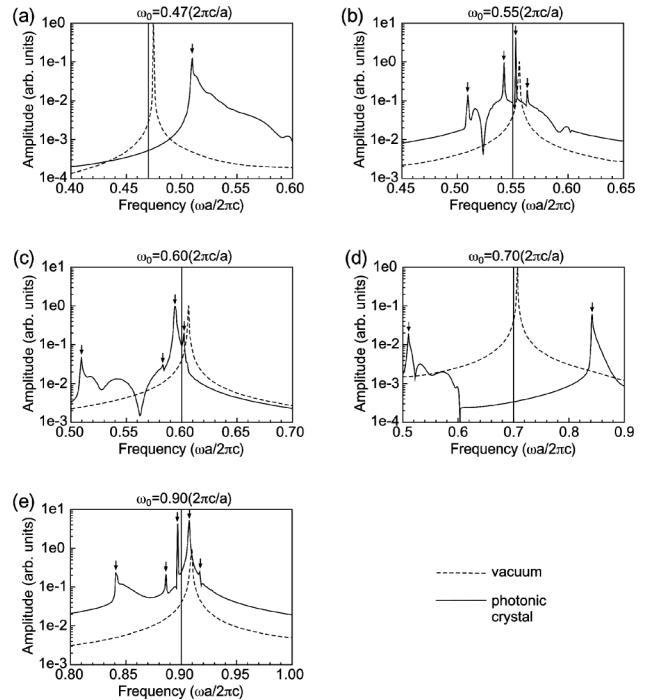 (a)
ω₀=0.47(2πc/a)
Amplitude (arb. units)
1e0
1e-1
1e-2
1e-3
1e-4
0.40 0.45 0.50 0.55 0.60
Frequency (ωa/2πc)
(b)
ω₀=0.55(2πc/a)
Amplitude (arb. units)
1e1
1e0
1e-1
1e-2
1e-3
0.45 0.50 0.55 0.60 0.65
Frequency (ωa/2πc)
(c)
ω₀=0.60(2πc/a)
Amplitude (arb. units)
1e1
1e0
1e-1
1e-2
1e-3
0.50 0.55 0.60 0.65 0.70
Frequency (ωa/2πc)
(d)
ω₀=0.70(2πc/a)
Amplitude (arb. units)
1e0
1e-1
1e-2
1e-3
1e-4
0.5 0.6 0.7 0.8 0.9
Frequency (ωa/2πc)
(e)
ω₀=0.90(2πc/a)
Amplitude (arb. units)
1e1
1e0
1e-1
1e-2
1e-3
0.80 0.85 0.90 0.95 1.00
Frequency (ωa/2πc)
vacuum
photonic
crystal